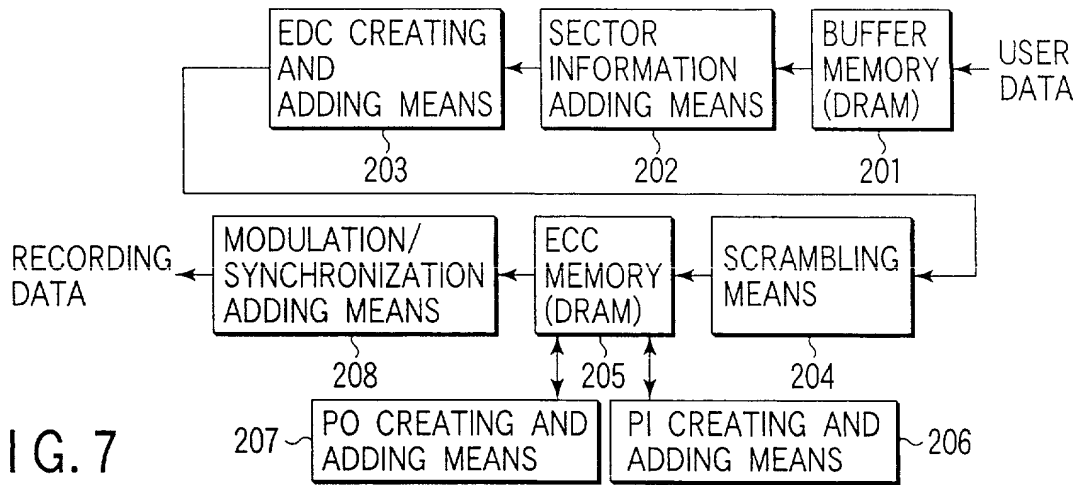 EDC CREATING
AND
ADDING MEANS
203
SECTOR
INFORMATION
ADDING MEANS
202
BUFFER
MEMORY
(DRAM)
201
USER
DATA
RECORDING
DATA
MODULATION/
SYNCHRONIZATION
ADDING MEANS
208
ECC
MEMORY
(DRAM)
205
SCRAMBLING
MEANS
204
207
PO CREATING AND
ADDING MEANS
PI CREATING AND
ADDING MEANS
206
IG. 7